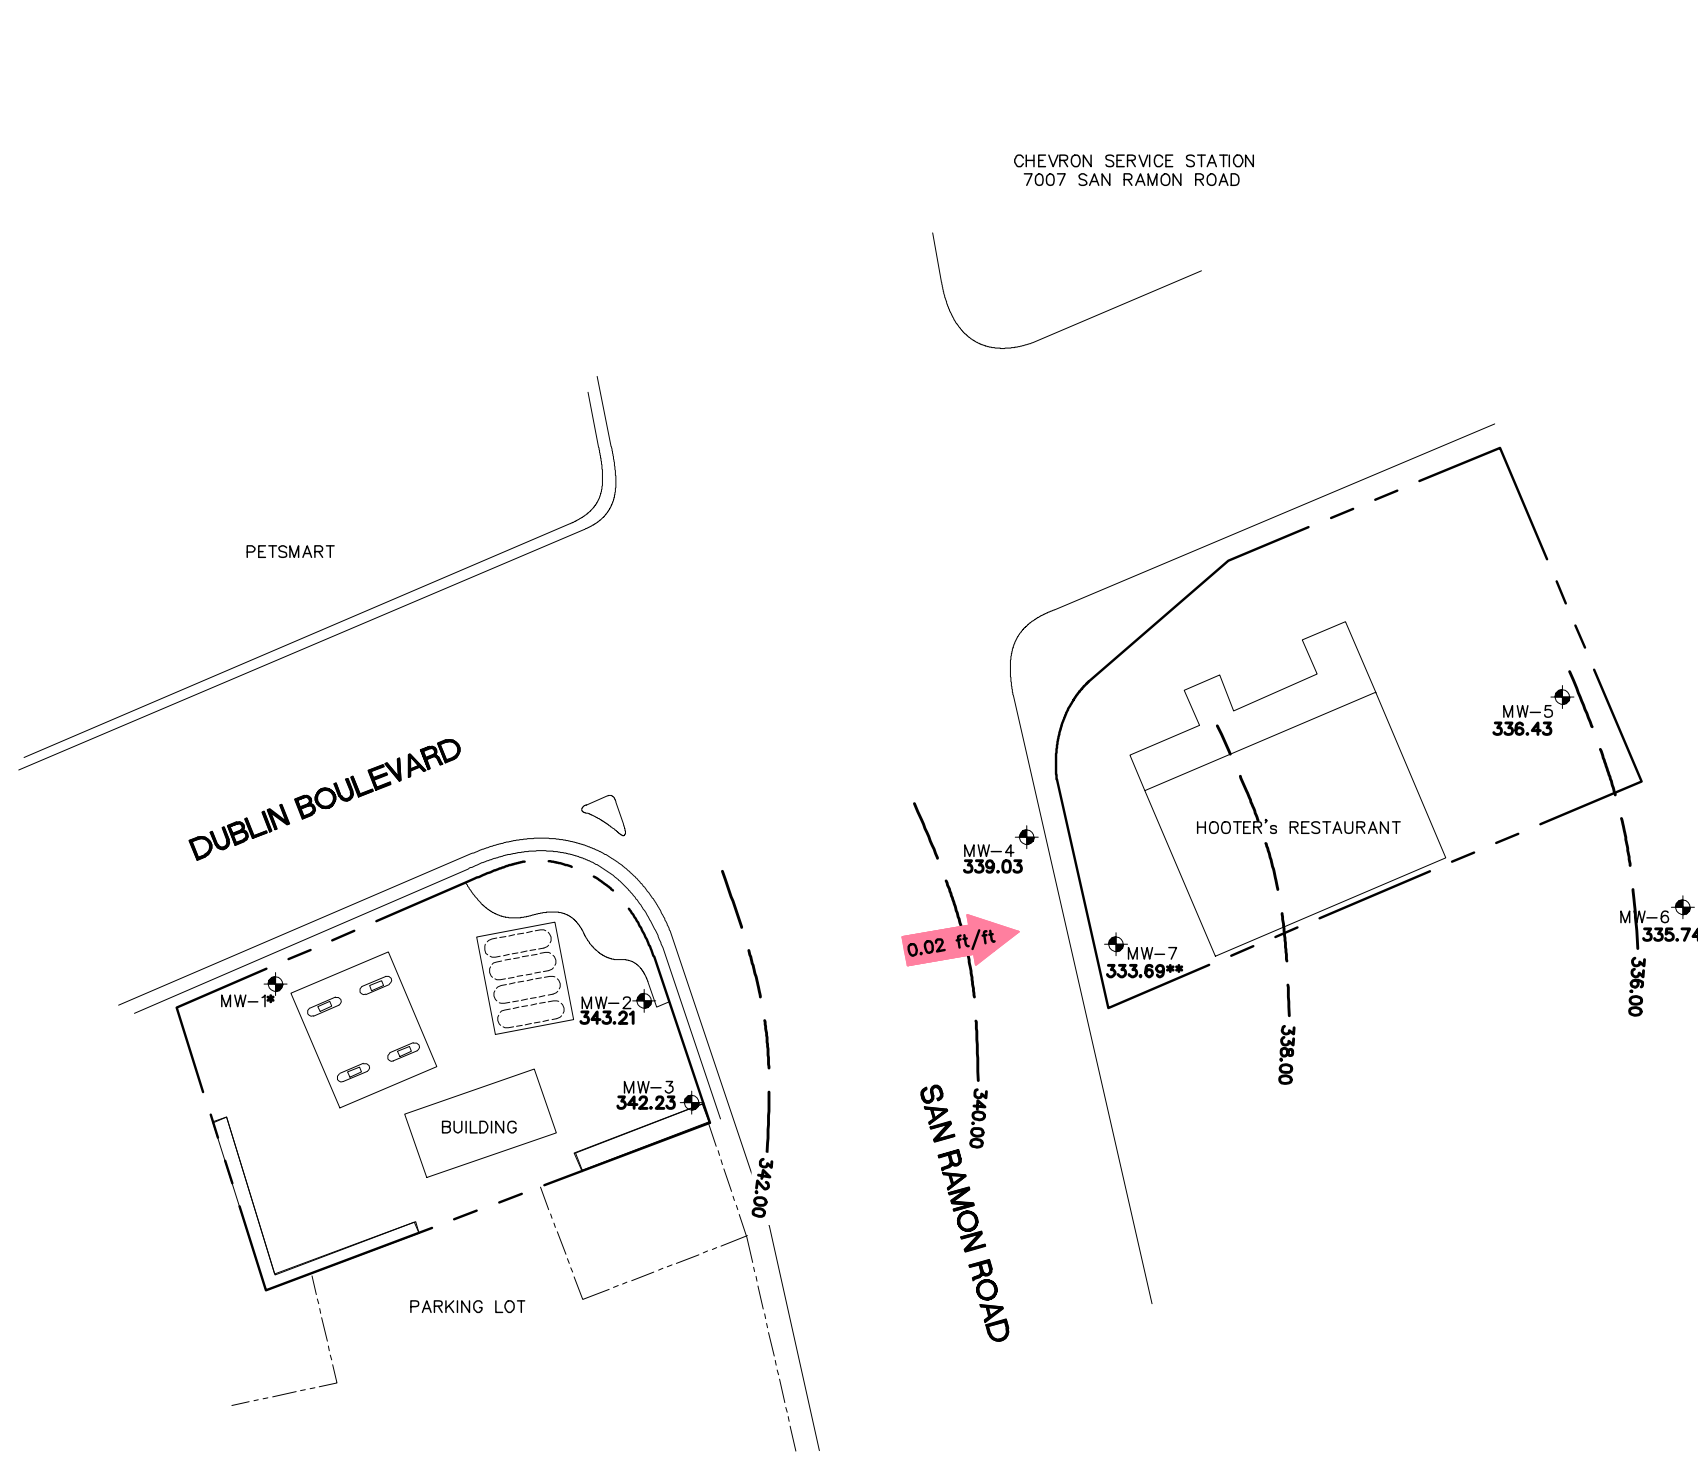 CHEVRON SERVICE STATION
7007 SAN RAMON ROAD
PETSMART
DUBLIN BOULEVARD
MW-5
336.43
HOOTER's RESTAURANT
MW-4
339.03
MW-6
335.74
0.02 ft/ft
MW-7
333.69**
336.00
MW-1*
MW-2
343.21
338.00
MW-3
342.23
340.00
BUILDING
342.00
SAN RAMON ROAD
PARKING LOT